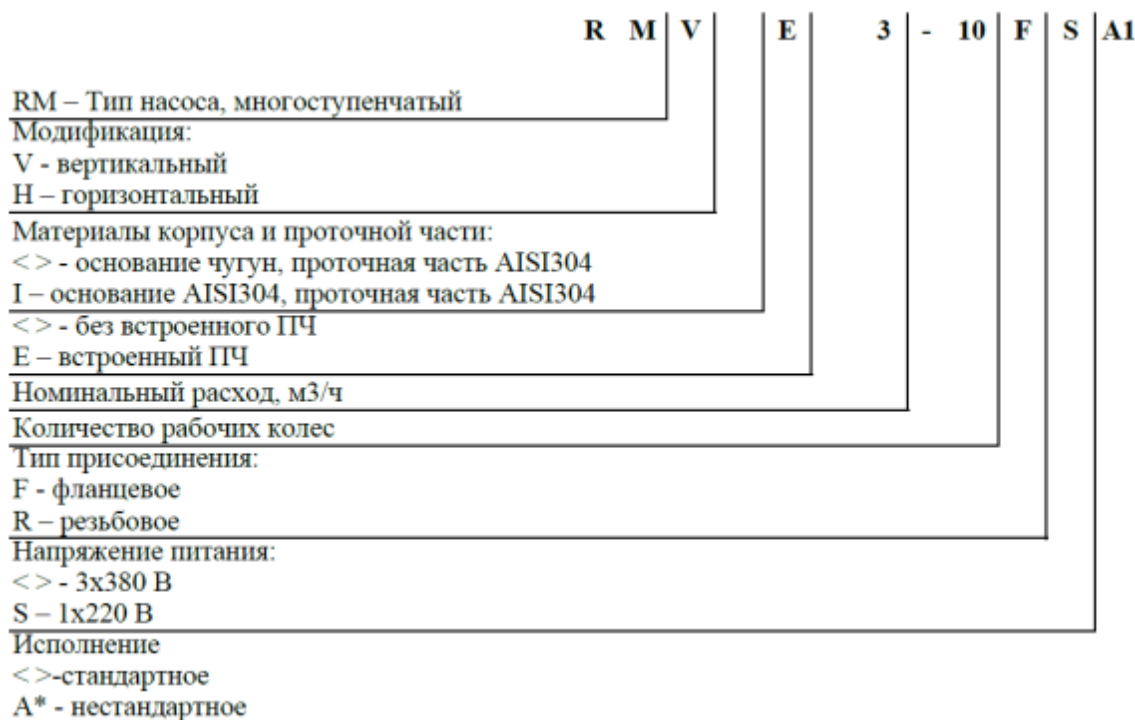 R M V E 3 - 10 F S A1
RM – Тип насоса, многоступенчатый
Модификация:
V - вертикальный
H – горизонтальный
Материалы корпуса и проточной части:
< > - основание чугун, проточная часть AISI304
I – основание AISI304, проточная часть AISI304
< > - без встроенного ПЧ
E – встроенный ПЧ
Номинальный расход, м3/ч
Количество рабочих колес
Тип присоединения:
F - фланцевое
R – резьбовое
Напряжение питания:
< > - 3x380 В
S – 1x220 В
Исполнение
< >-стандартное
A* - нестандартное